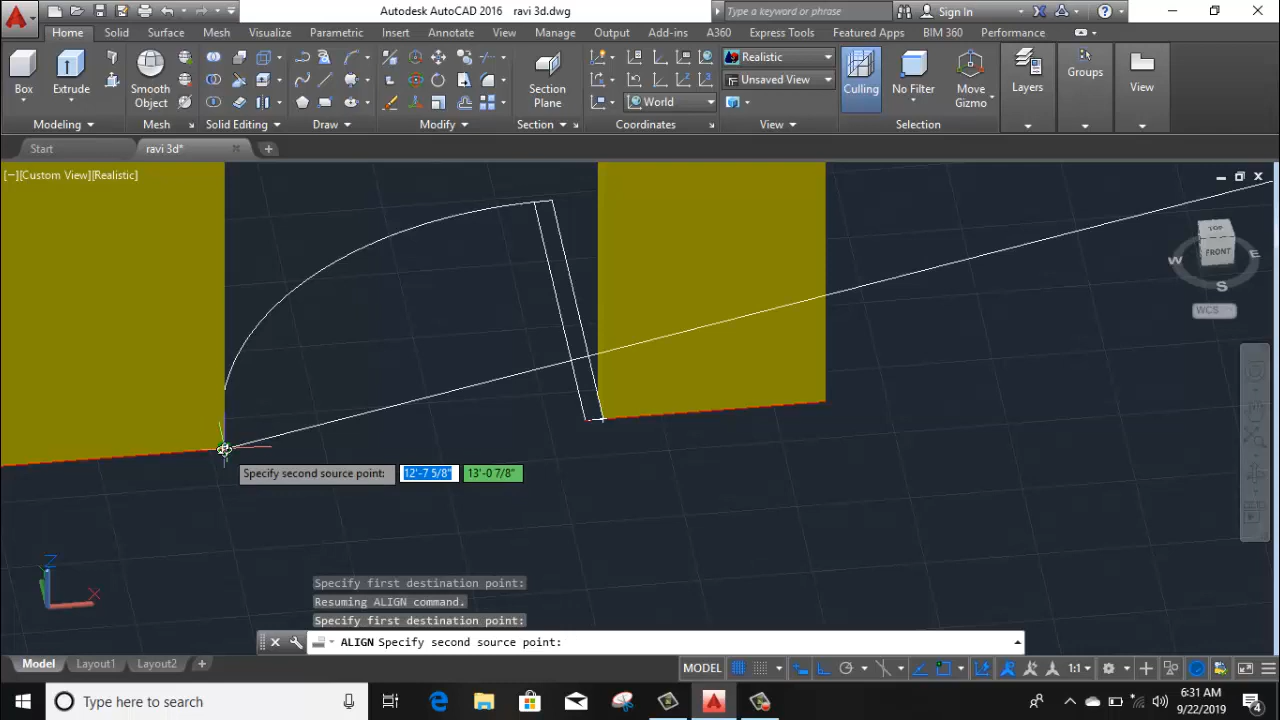 Autodesk AutoCAD 2016 ravi 3d.dwg
Type a keyword or phrase
Sign In
Home Solid Surface Mesh Visualize Parametric Insert Annotate View Manage Output Add-ins A360 Express Tools Featured Apps BIM 360 Performance
Realistic
Unsaved View
World
Box
Extrude
Smooth Object
Section Plane
Culling
No Filter
Move Gizmo
Layers
Groups
View
Modeling
Mesh
Solid Editing
Draw
Modify
Section
Coordinates
View
Selection
Start
ravi 3d*
[−][Custom View][Realistic]
TOP
FRONT
W
E
S
WCS
Specify second source point: 12'-7 5/8" 13'-0 7/8"
Z
X
Specify first destination point:
Resuming ALIGN command.
Specify first destination point:
ALIGN Specify second source point:
Model Layout1 Layout2
MODEL
1:1
Type here to search
6:31 AM
9/22/2019